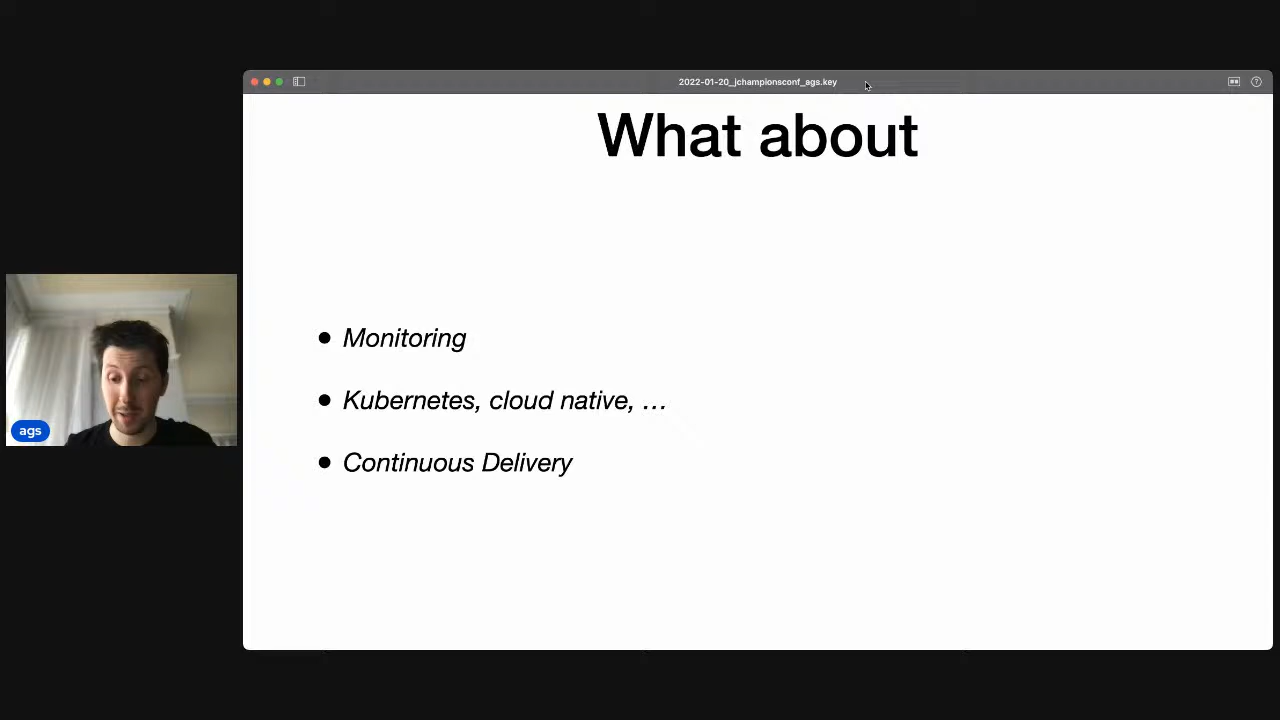 2022-01-20_jchampionsconf_ags.key
What about
• Monitoring
• Kubernetes, cloud native, …
• Continuous Delivery
ags